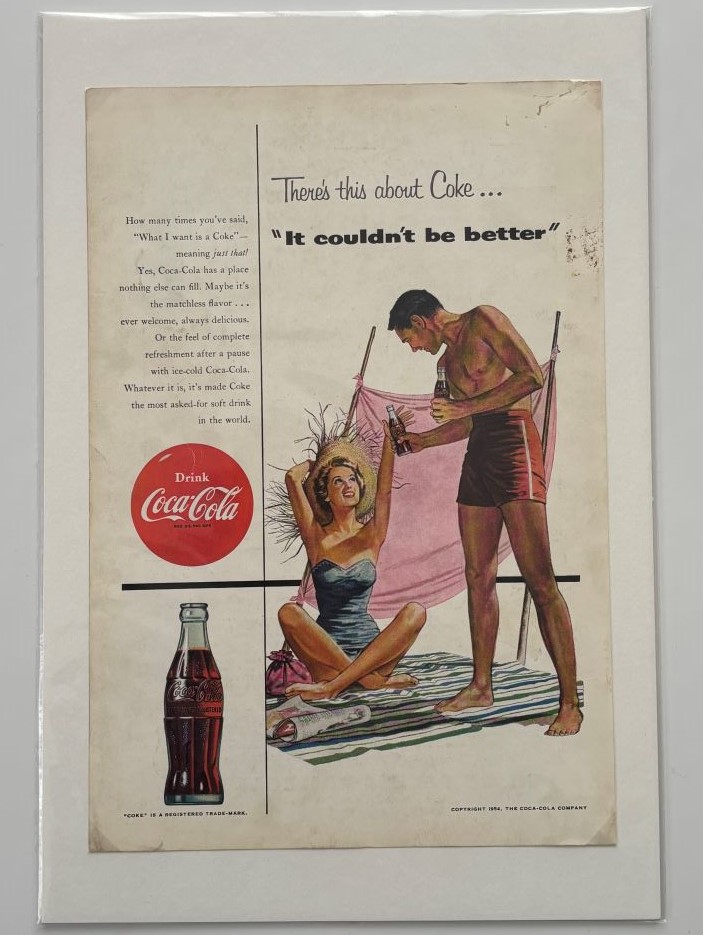 There's this about Coke ...
"It couldn't be better"
How many times you've said,
"What I want is a Coke"—
meaning just that!
Yes, Coca-Cola has a place
nothing else can fill. Maybe it's
the matchless flavor . . .
ever welcome, always delicious.
Or the feel of complete
refreshment after a pause
with ice-cold Coca-Cola.
Whatever it is, it's made Coke
the most asked-for soft drink
in the world.
Drink
Coca-Cola
REG. U.S. PAT. OFF.
Coca-Cola
"COKE" IS A REGISTERED TRADE-MARK.
COPYRIGHT 1954, THE COCA-COLA COMPANY